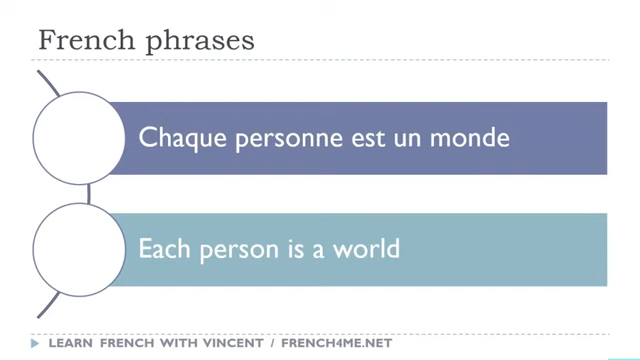 French phrases
Chaque personne est un monde
Each person is a world
LEARN FRENCH WITH VINCENT / FRENCH4ME.NET